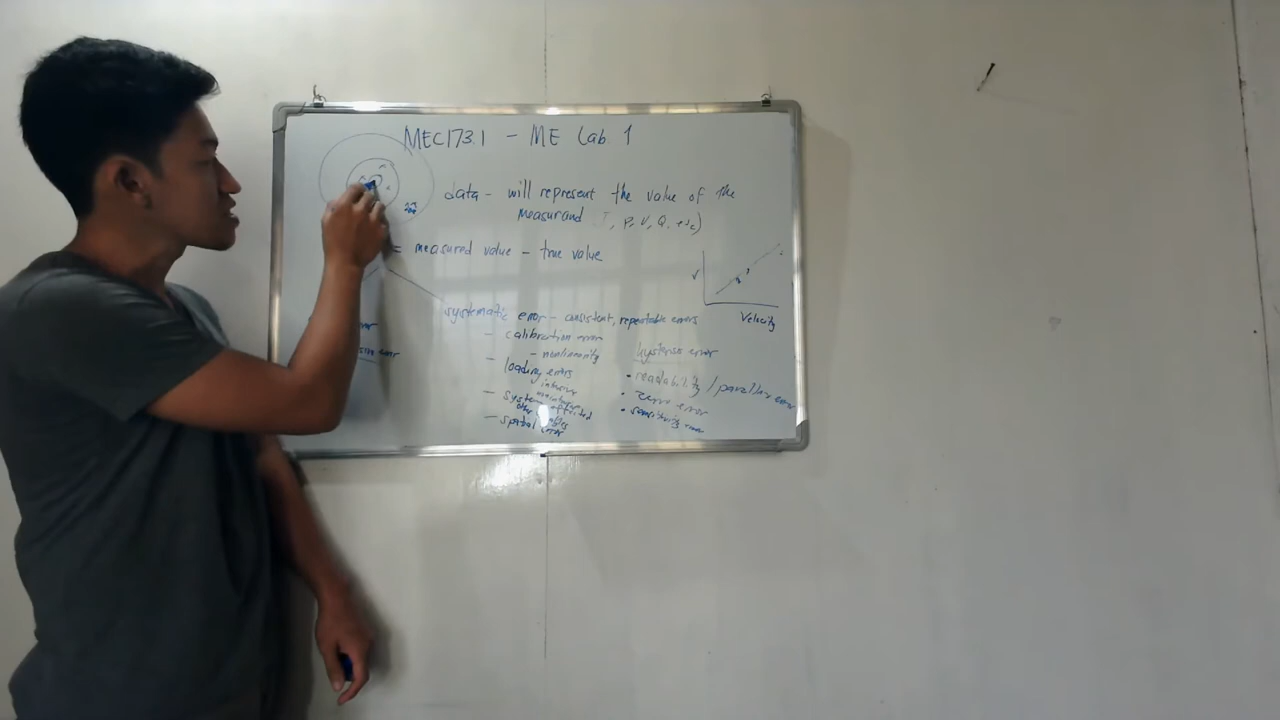 MEC173.1 - ME Lab 1
data - will represent the value of the
measurand T, P, V, Q, etc)
= measured value - true value
V
Velocity
systematic error - consistent, repeatable errors
- calibration error
- nonlinearity
hysteresis error
- loading errors
• readability / parallax error
- system
• zero error
- spatial error
• sensitivity
error